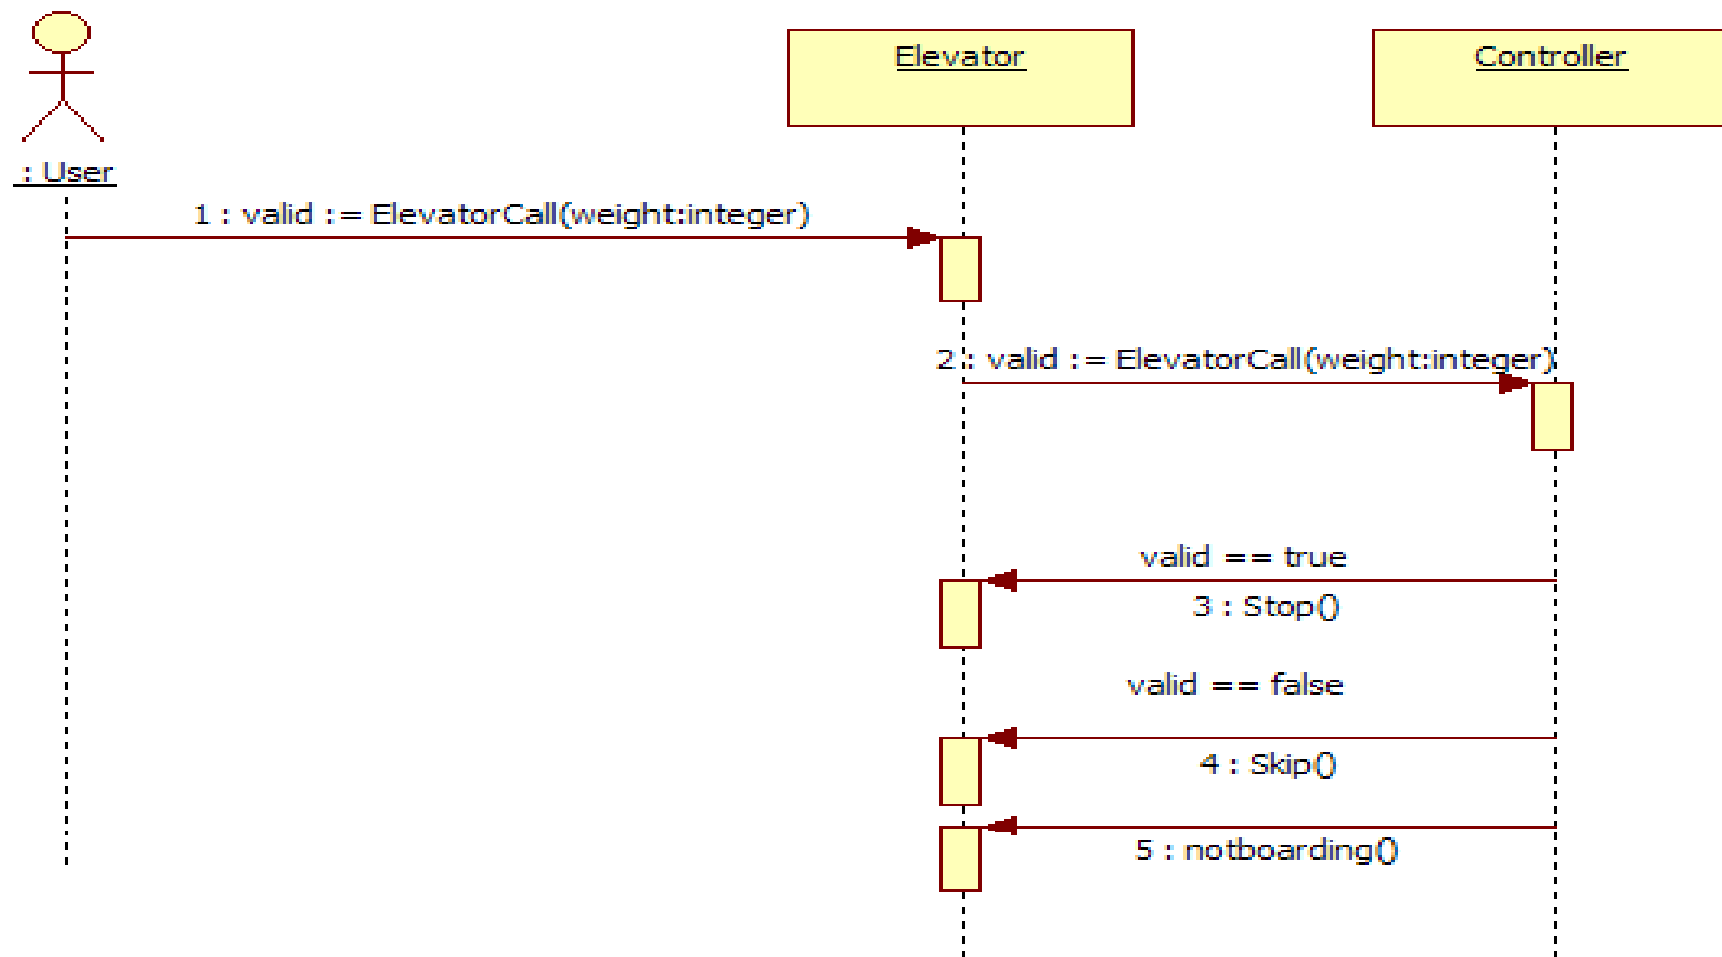 Elevator
Controller
: User
1 : valid := ElevatorCall(weight:integer)
2 : valid := ElevatorCall(weight:integer)
valid == true
3 : Stop()
valid == false
4 : Skip()
5 : notboarding()